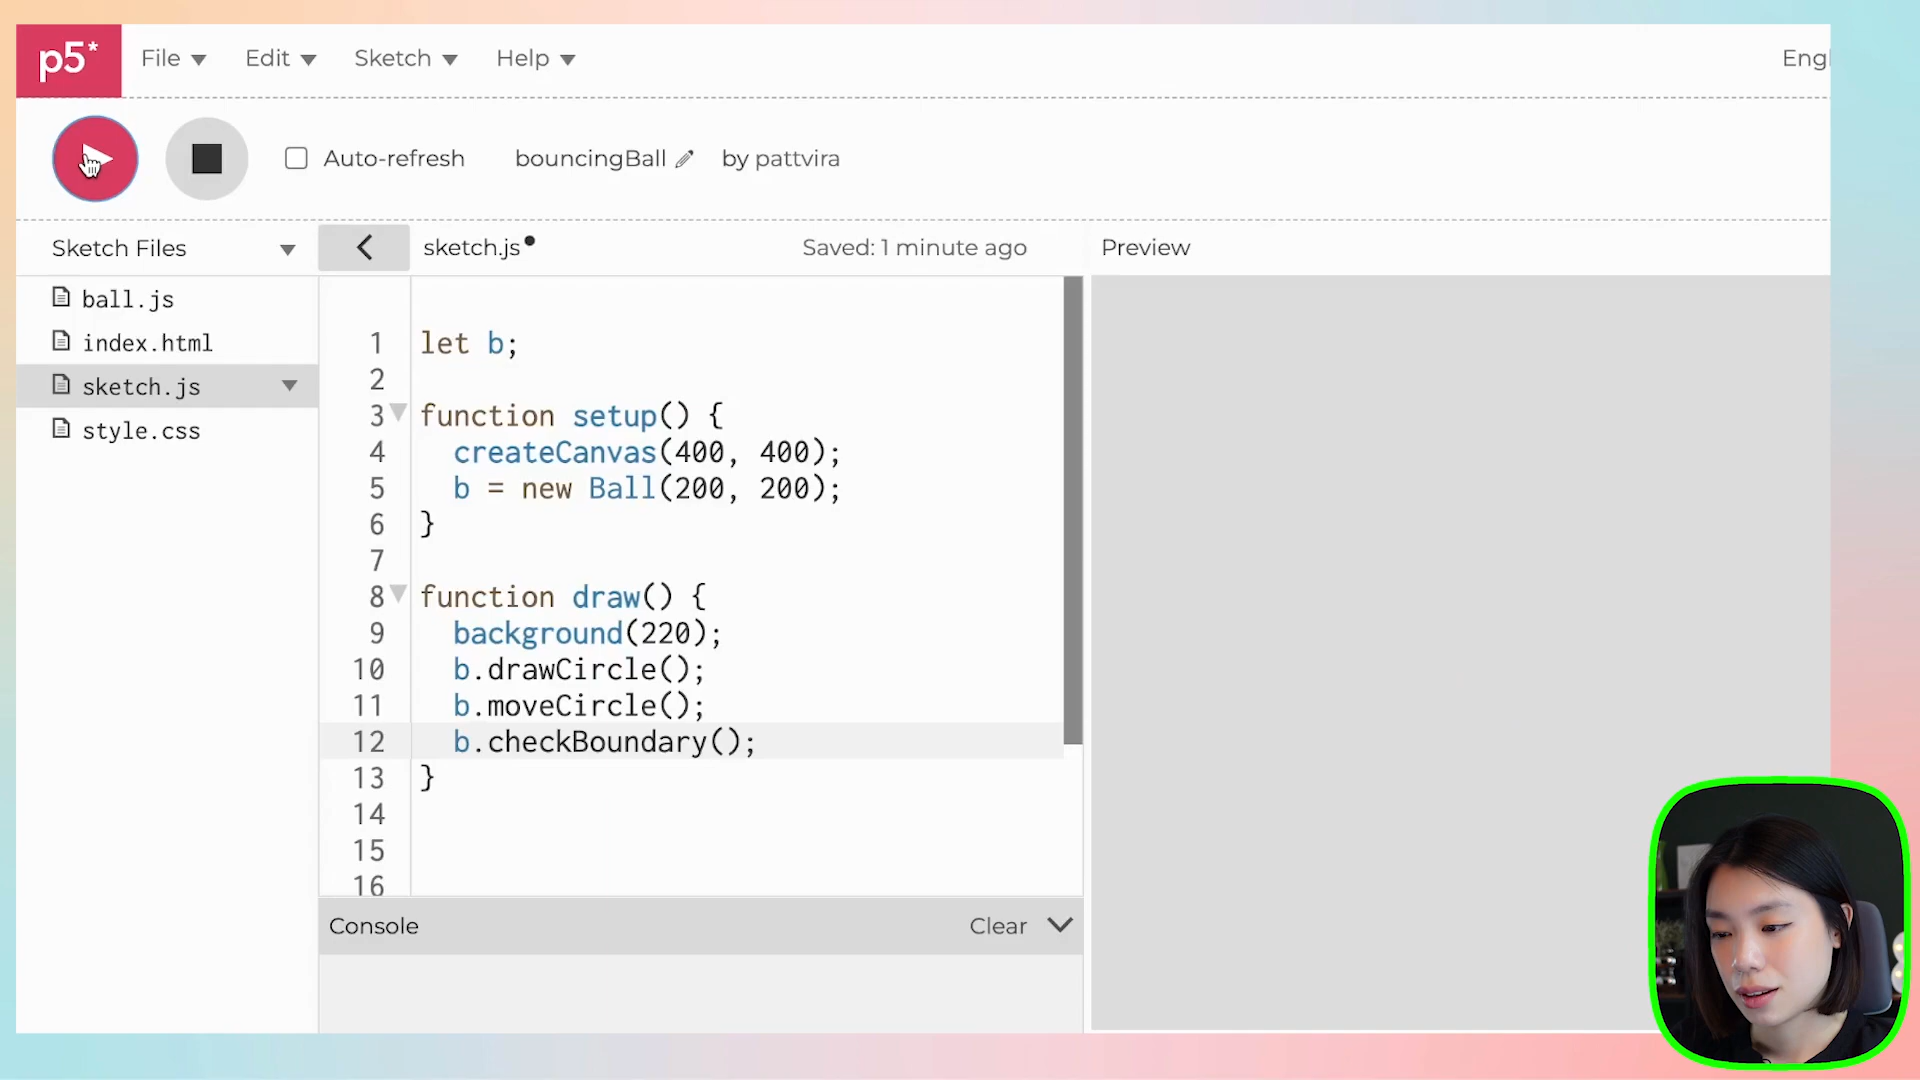 p5*
File
Edit
Sketch
Help
Engl
Auto-refresh
bouncingBall
by pattvira
Sketch Files
sketch.js
Saved: 1 minute ago
Preview
ball.js
index.html
sketch.js
style.css
1 let b;
2
3 function setup() {
4 createCanvas(400, 400);
5 b = new Ball(200, 200);
6 }
7
8 function draw() {
9 background(220);
10 b.drawCircle();
11 b.moveCircle();
12 b.checkBoundary();
13 }
14
15
16
Console
Clear